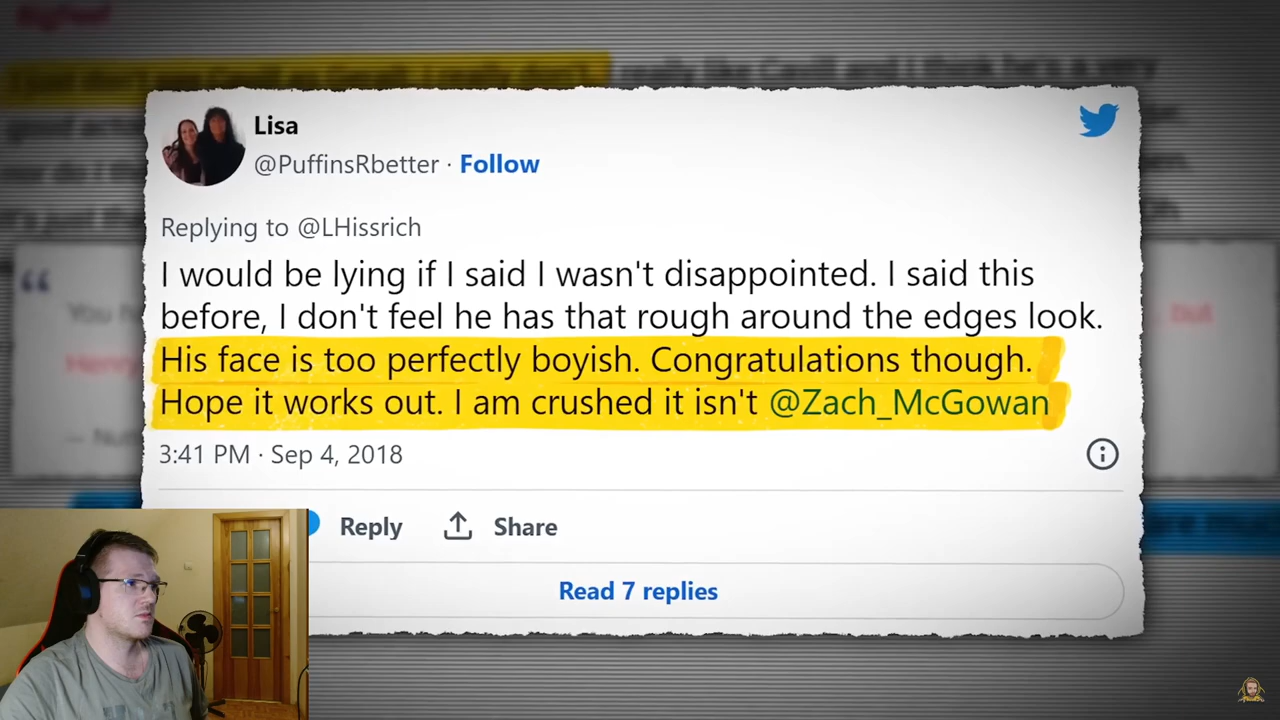 Lisa
@PuffinsRbetter · Follow
Replying to @LHissrich
I would be lying if I said I wasn't disappointed. I said this
before, I don't feel he has that rough around the edges look.
His face is too perfectly boyish. Congratulations though.
Hope it works out. I am crushed it isn't @Zach_McGowan
3:41 PM · Sep 4, 2018
Reply
Share
Read 7 replies